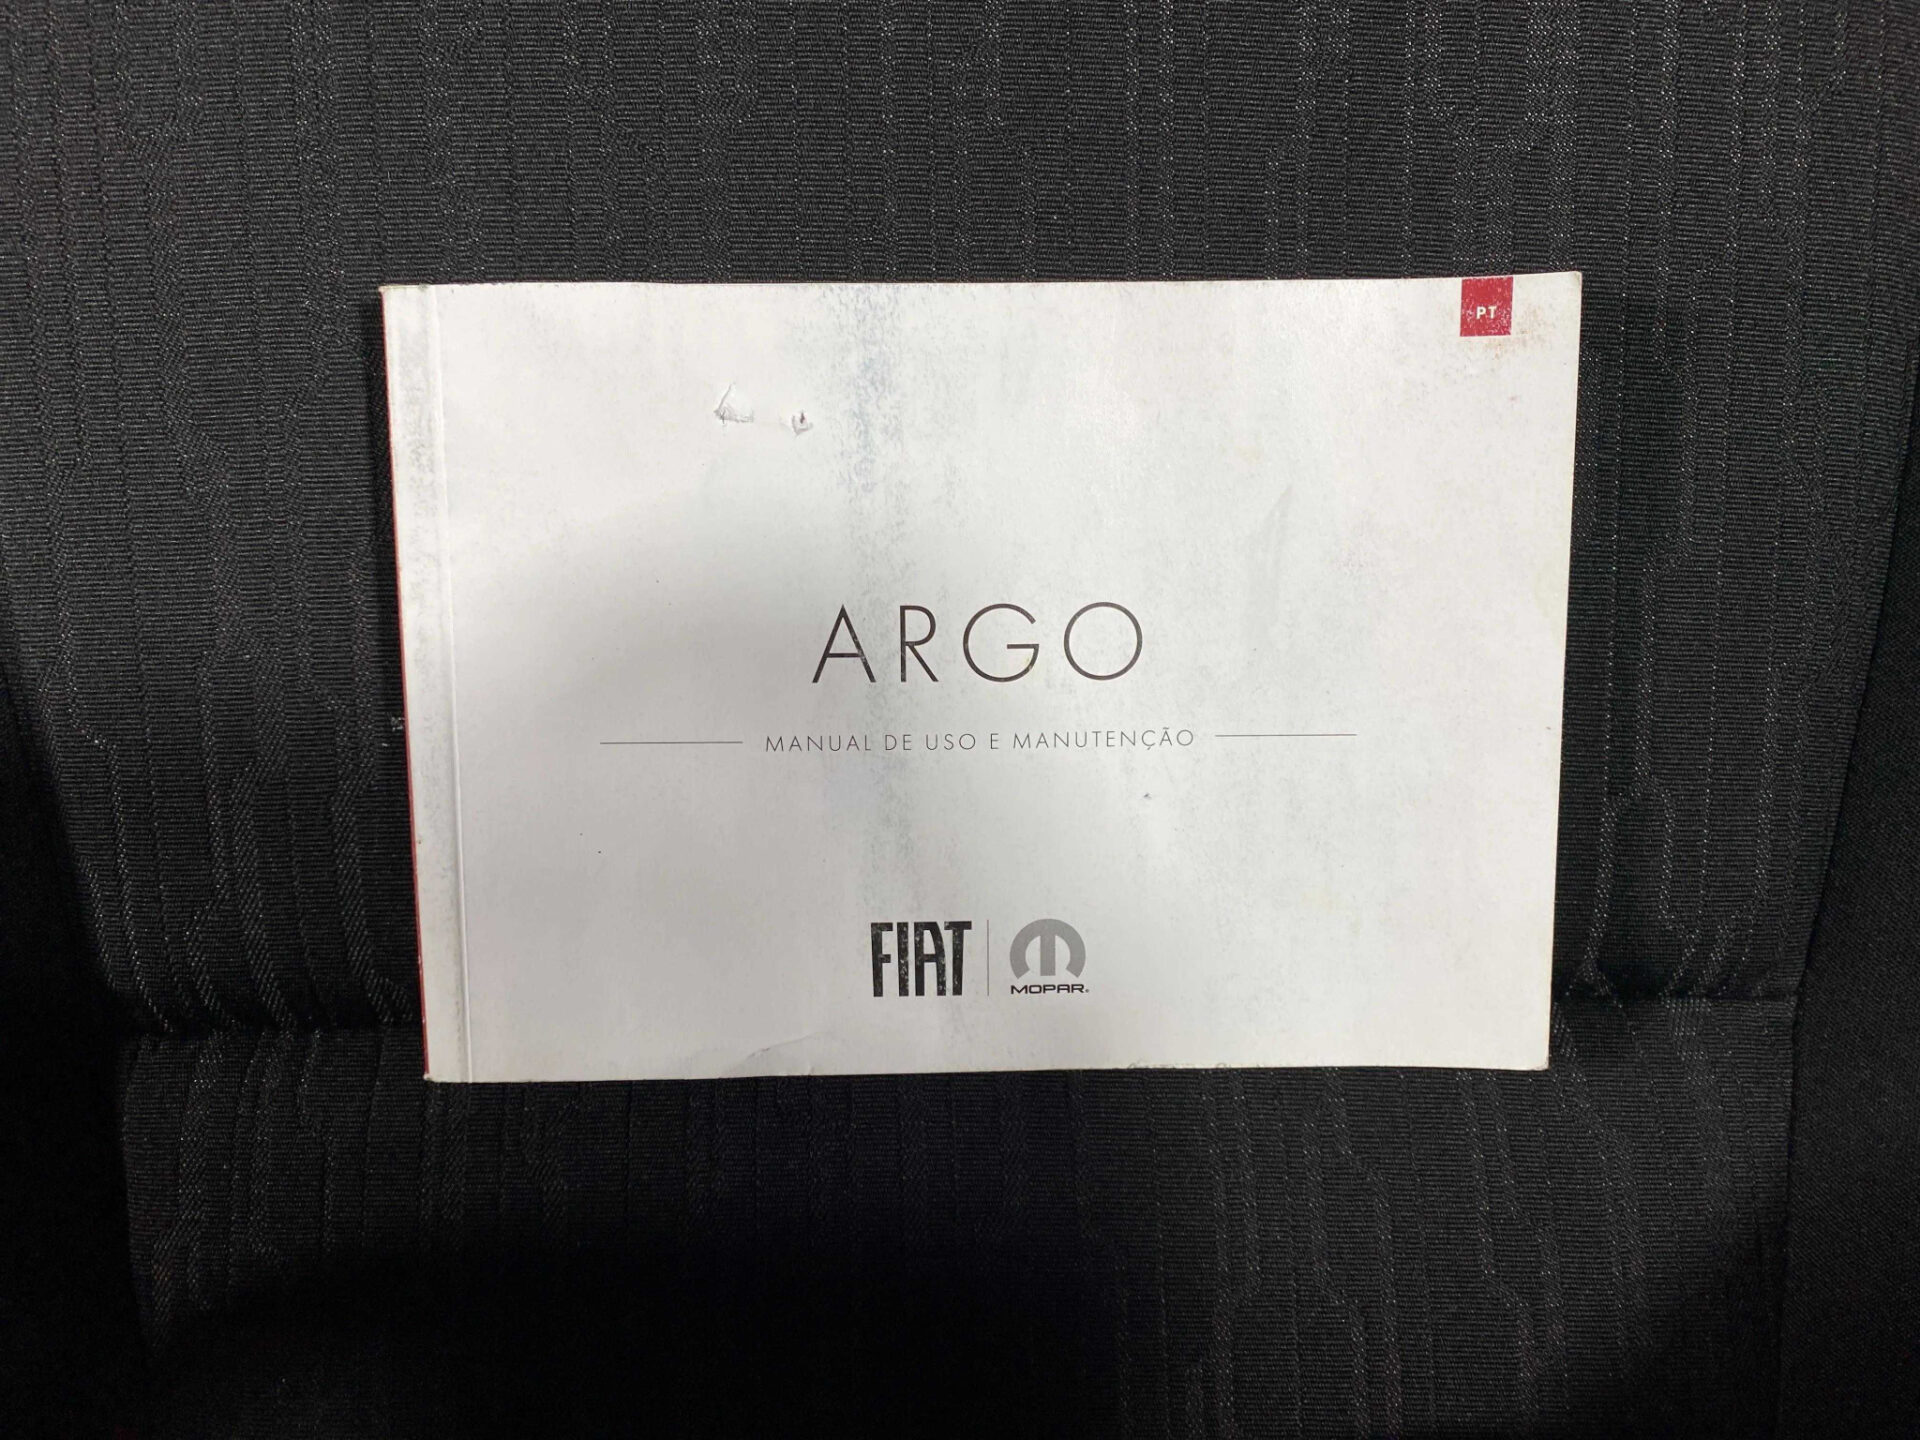 PT
ARGO
MANUAL DE USO E MANUTENÇÃO
FIAT
MOPAR®